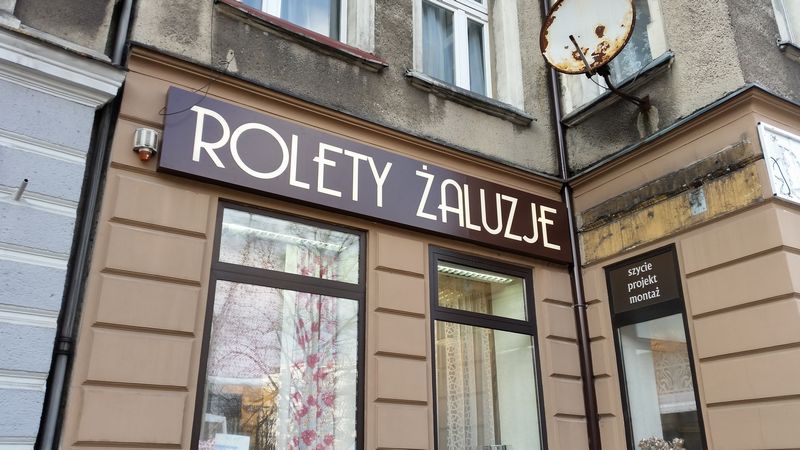 ROLETY ŻALUZJE
szycie
projekt
montaż